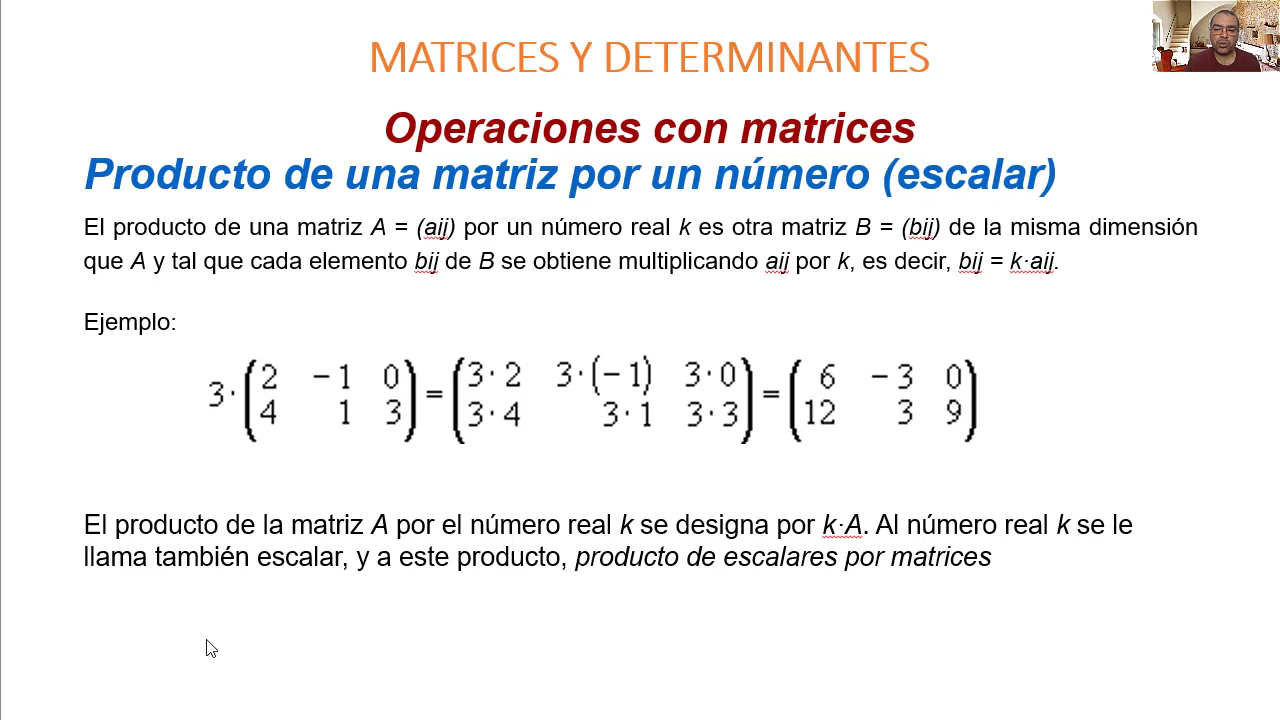 MATRICES Y DETERMINANTES
Operaciones con matrices
Producto de una matriz por un número (escalar)
El producto de una matriz A = (aij) por un número real k es otra matriz B = (bij) de la misma dimensión
que A y tal que cada elemento bij de B se obtiene multiplicando aij por k, es decir, bij = k·aij.
Ejemplo:
3· (2 −1 0; 4 1 3) = (3·2 3·(−1) 3·0; 3·4 3·1 3·3) = (6 −3 0; 12 3 9)
El producto de la matriz A por el número real k se designa por k·A. Al número real k se le
llama también escalar, y a este producto, producto de escalares por matrices